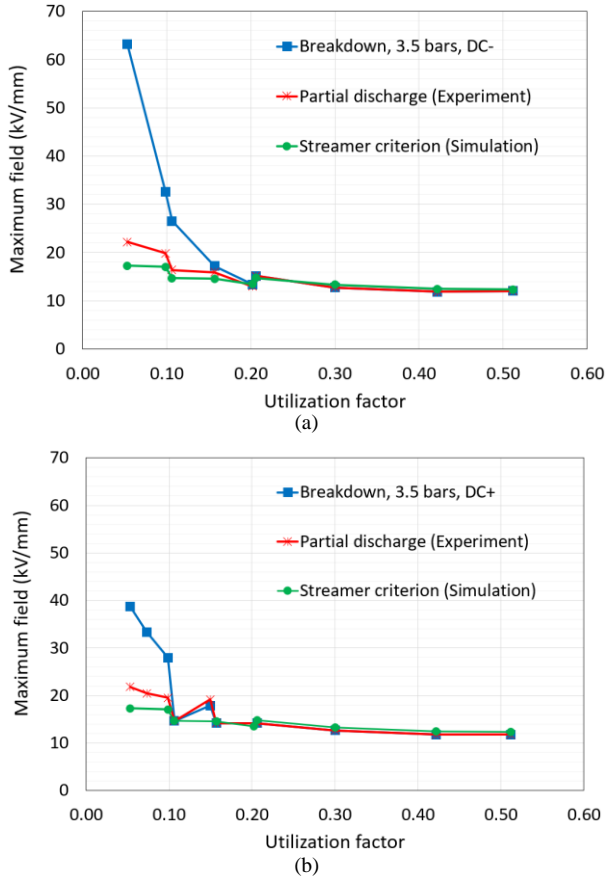 70
60
50
40
30
20
10
0
Maximum field (kV/mm)
Breakdown, 3.5 bars, DC-
Partial discharge (Experiment)
Streamer criterion (Simulation)
0.00 0.10 0.20 0.30 0.40 0.50 0.60
Utilization factor
(a)
70
60
50
40
30
20
10
0
Maximum field (kV/mm)
Breakdown, 3.5 bars, DC+
Partial discharge (Experiment)
Streamer criterion (Simulation)
0.00 0.10 0.20 0.30 0.40 0.50 0.60
Utilization factor
(b)